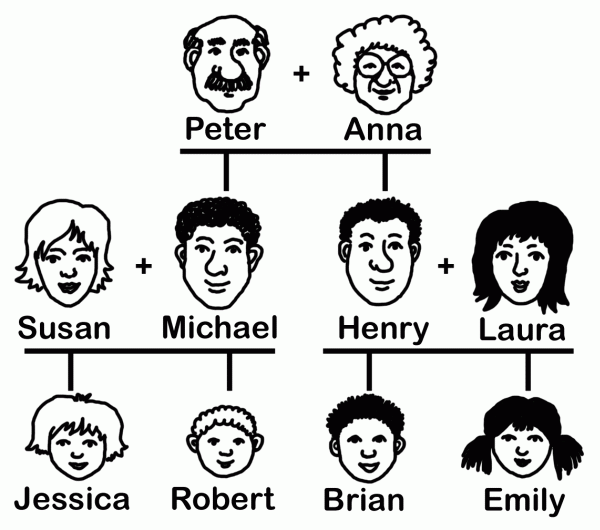 Peter + Anna
Susan + Michael Henry + Laura
Jessica Robert Brian Emily